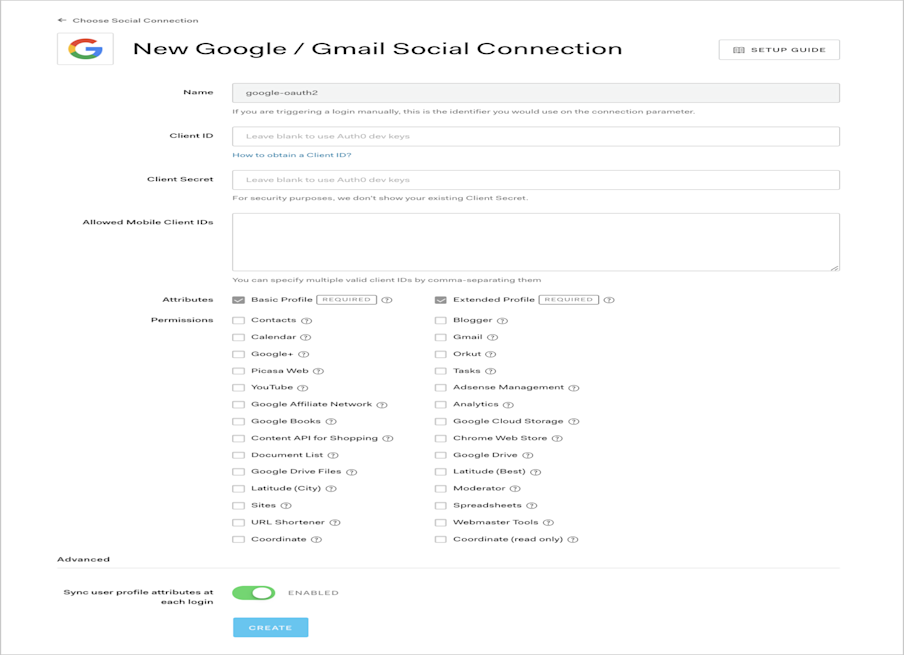 ← Choose Social Connection
New Google / Gmail Social Connection
SETUP GUIDE
Name
google-oauth2
If you are triggering a login manually, this is the identifier you would use on the connection parameter.
Client ID
Leave blank to use Auth0 dev keys
How to obtain a Client ID?
Client Secret
Leave blank to use Auth0 dev keys
For security purposes, we don't show your existing Client Secret.
Allowed Mobile Client IDs
You can specify multiple valid client IDs by comma-separating them
Attributes Basic Profile REQUIRED ? Extended Profile REQUIRED ?
Permissions Contacts ? Blogger ?
Calendar ? Gmail ?
Google+ ? Orkut ?
Picasa Web ? Tasks ?
YouTube ? Adsense Management ?
Google Affiliate Network ? Analytics ?
Google Books ? Google Cloud Storage ?
Content API for Shopping ? Chrome Web Store ?
Document List ? Google Drive ?
Google Drive Files ? Latitude (Best) ?
Latitude (City) ? Moderator ?
Sites ? Spreadsheets ?
URL Shortener ? Webmaster Tools ?
Coordinate ? Coordinate (read only) ?
Advanced
Sync user profile attributes at
each login
ENABLED
CREATE